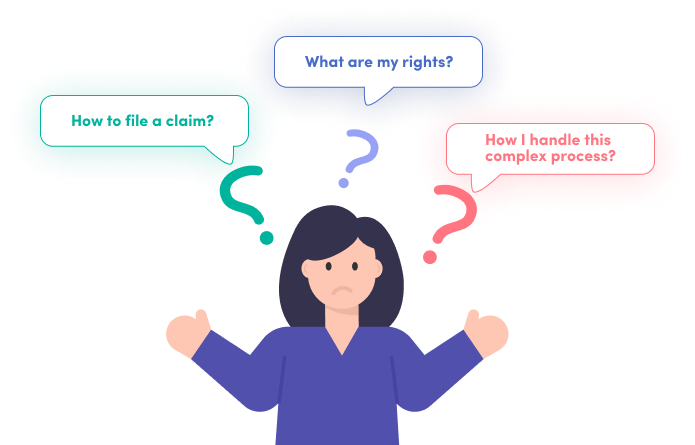 What are my rights?
How to file a claim?
How I handle this
complex process?